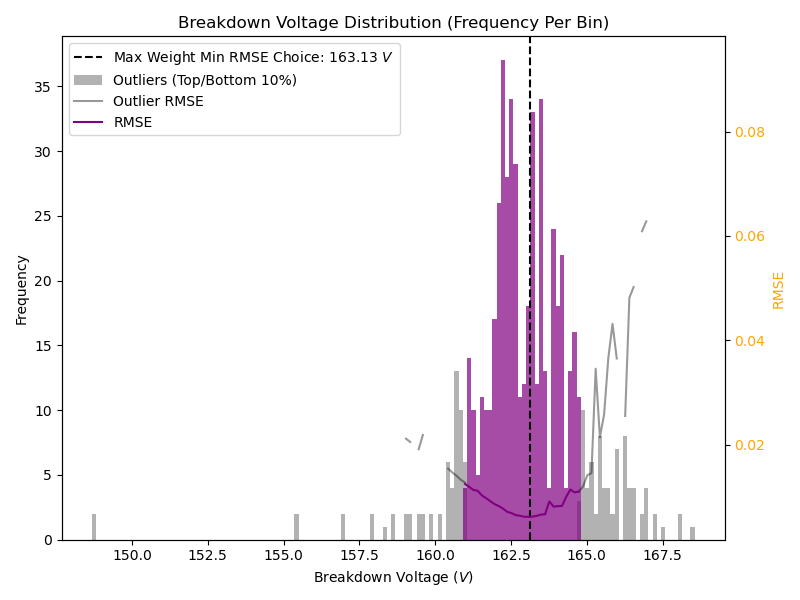 Breakdown Voltage Distribution (Frequency Per Bin)
Max Weight Min RMSE Choice: 163.13 V
Outliers (Top/Bottom 10%)
Outlier RMSE
RMSE
35
30
25
20
15
10
5
0
Frequency
0.08
0.06
0.04
0.02
RMSE
150.0 152.5 155.0 157.5 160.0 162.5 165.0 167.5
Breakdown Voltage (V)